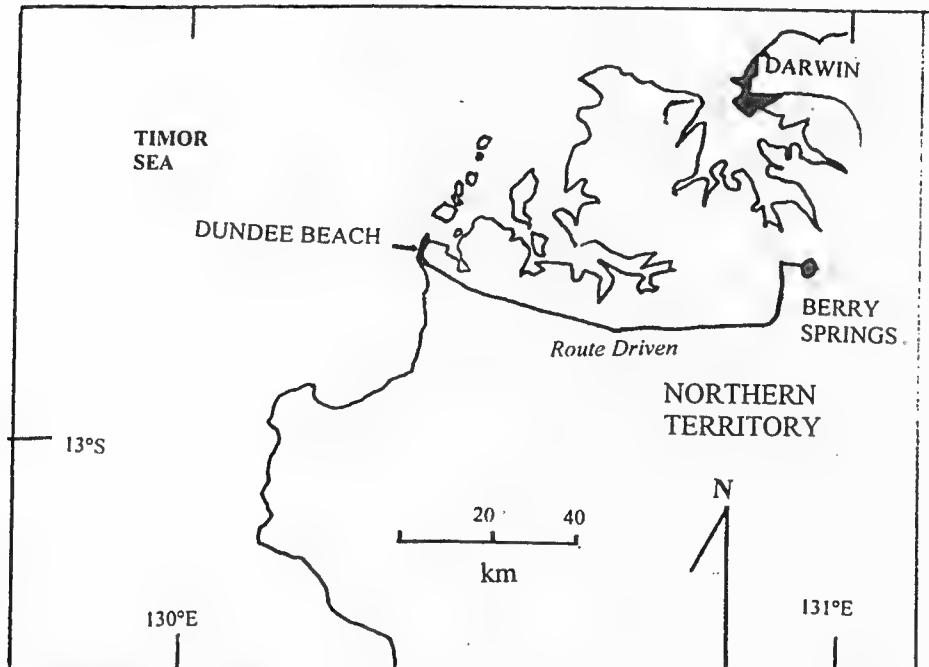 DARWIN
TIMOR
SEA
DUNDEE BEACH
BERRY
SPRINGS
Route Driven
NORTHERN
TERRITORY
13°S
N
20 40
km
130°E
131°E